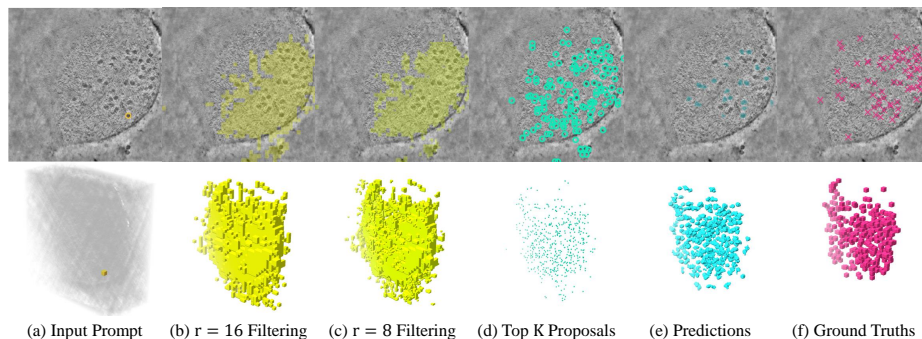 (a) Input Prompt (b) r = 16 Filtering (c) r = 8 Filtering (d) Top K Proposals (e) Predictions (f) Ground Truths